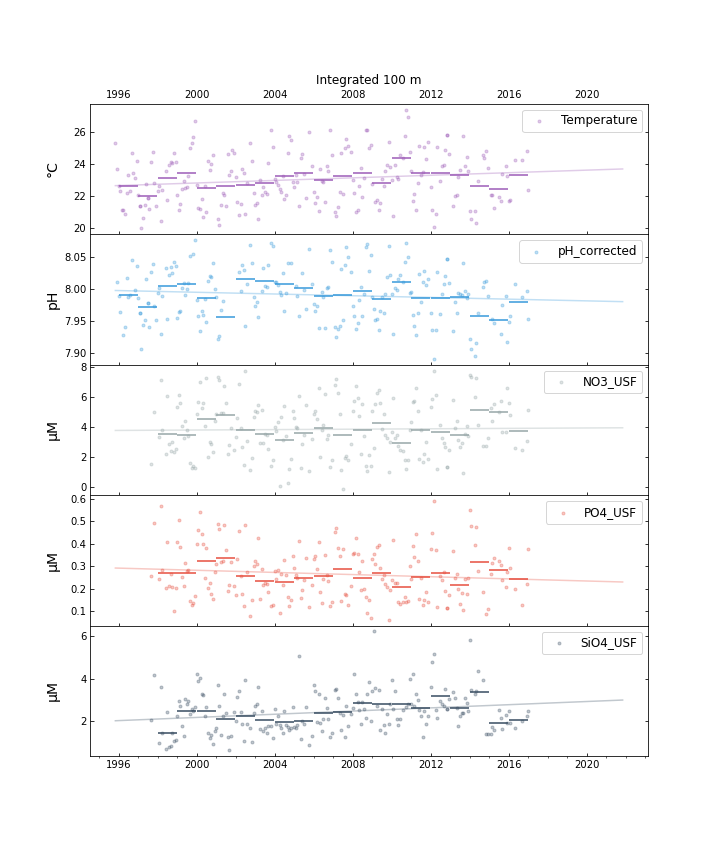 Integrated 100 m
1996 2000 2004 2008 2012 2016 2020
Temperature
26
24
22
20
°C
pH_corrected
8.05
8.00
7.95
7.90
pH
NO3_USF
8
6
4
2
0
µM
PO4_USF
0.6
0.5
0.4
0.3
0.2
0.1
µM
SiO4_USF
6
4
2
µM
1996 2000 2004 2008 2012 2016 2020